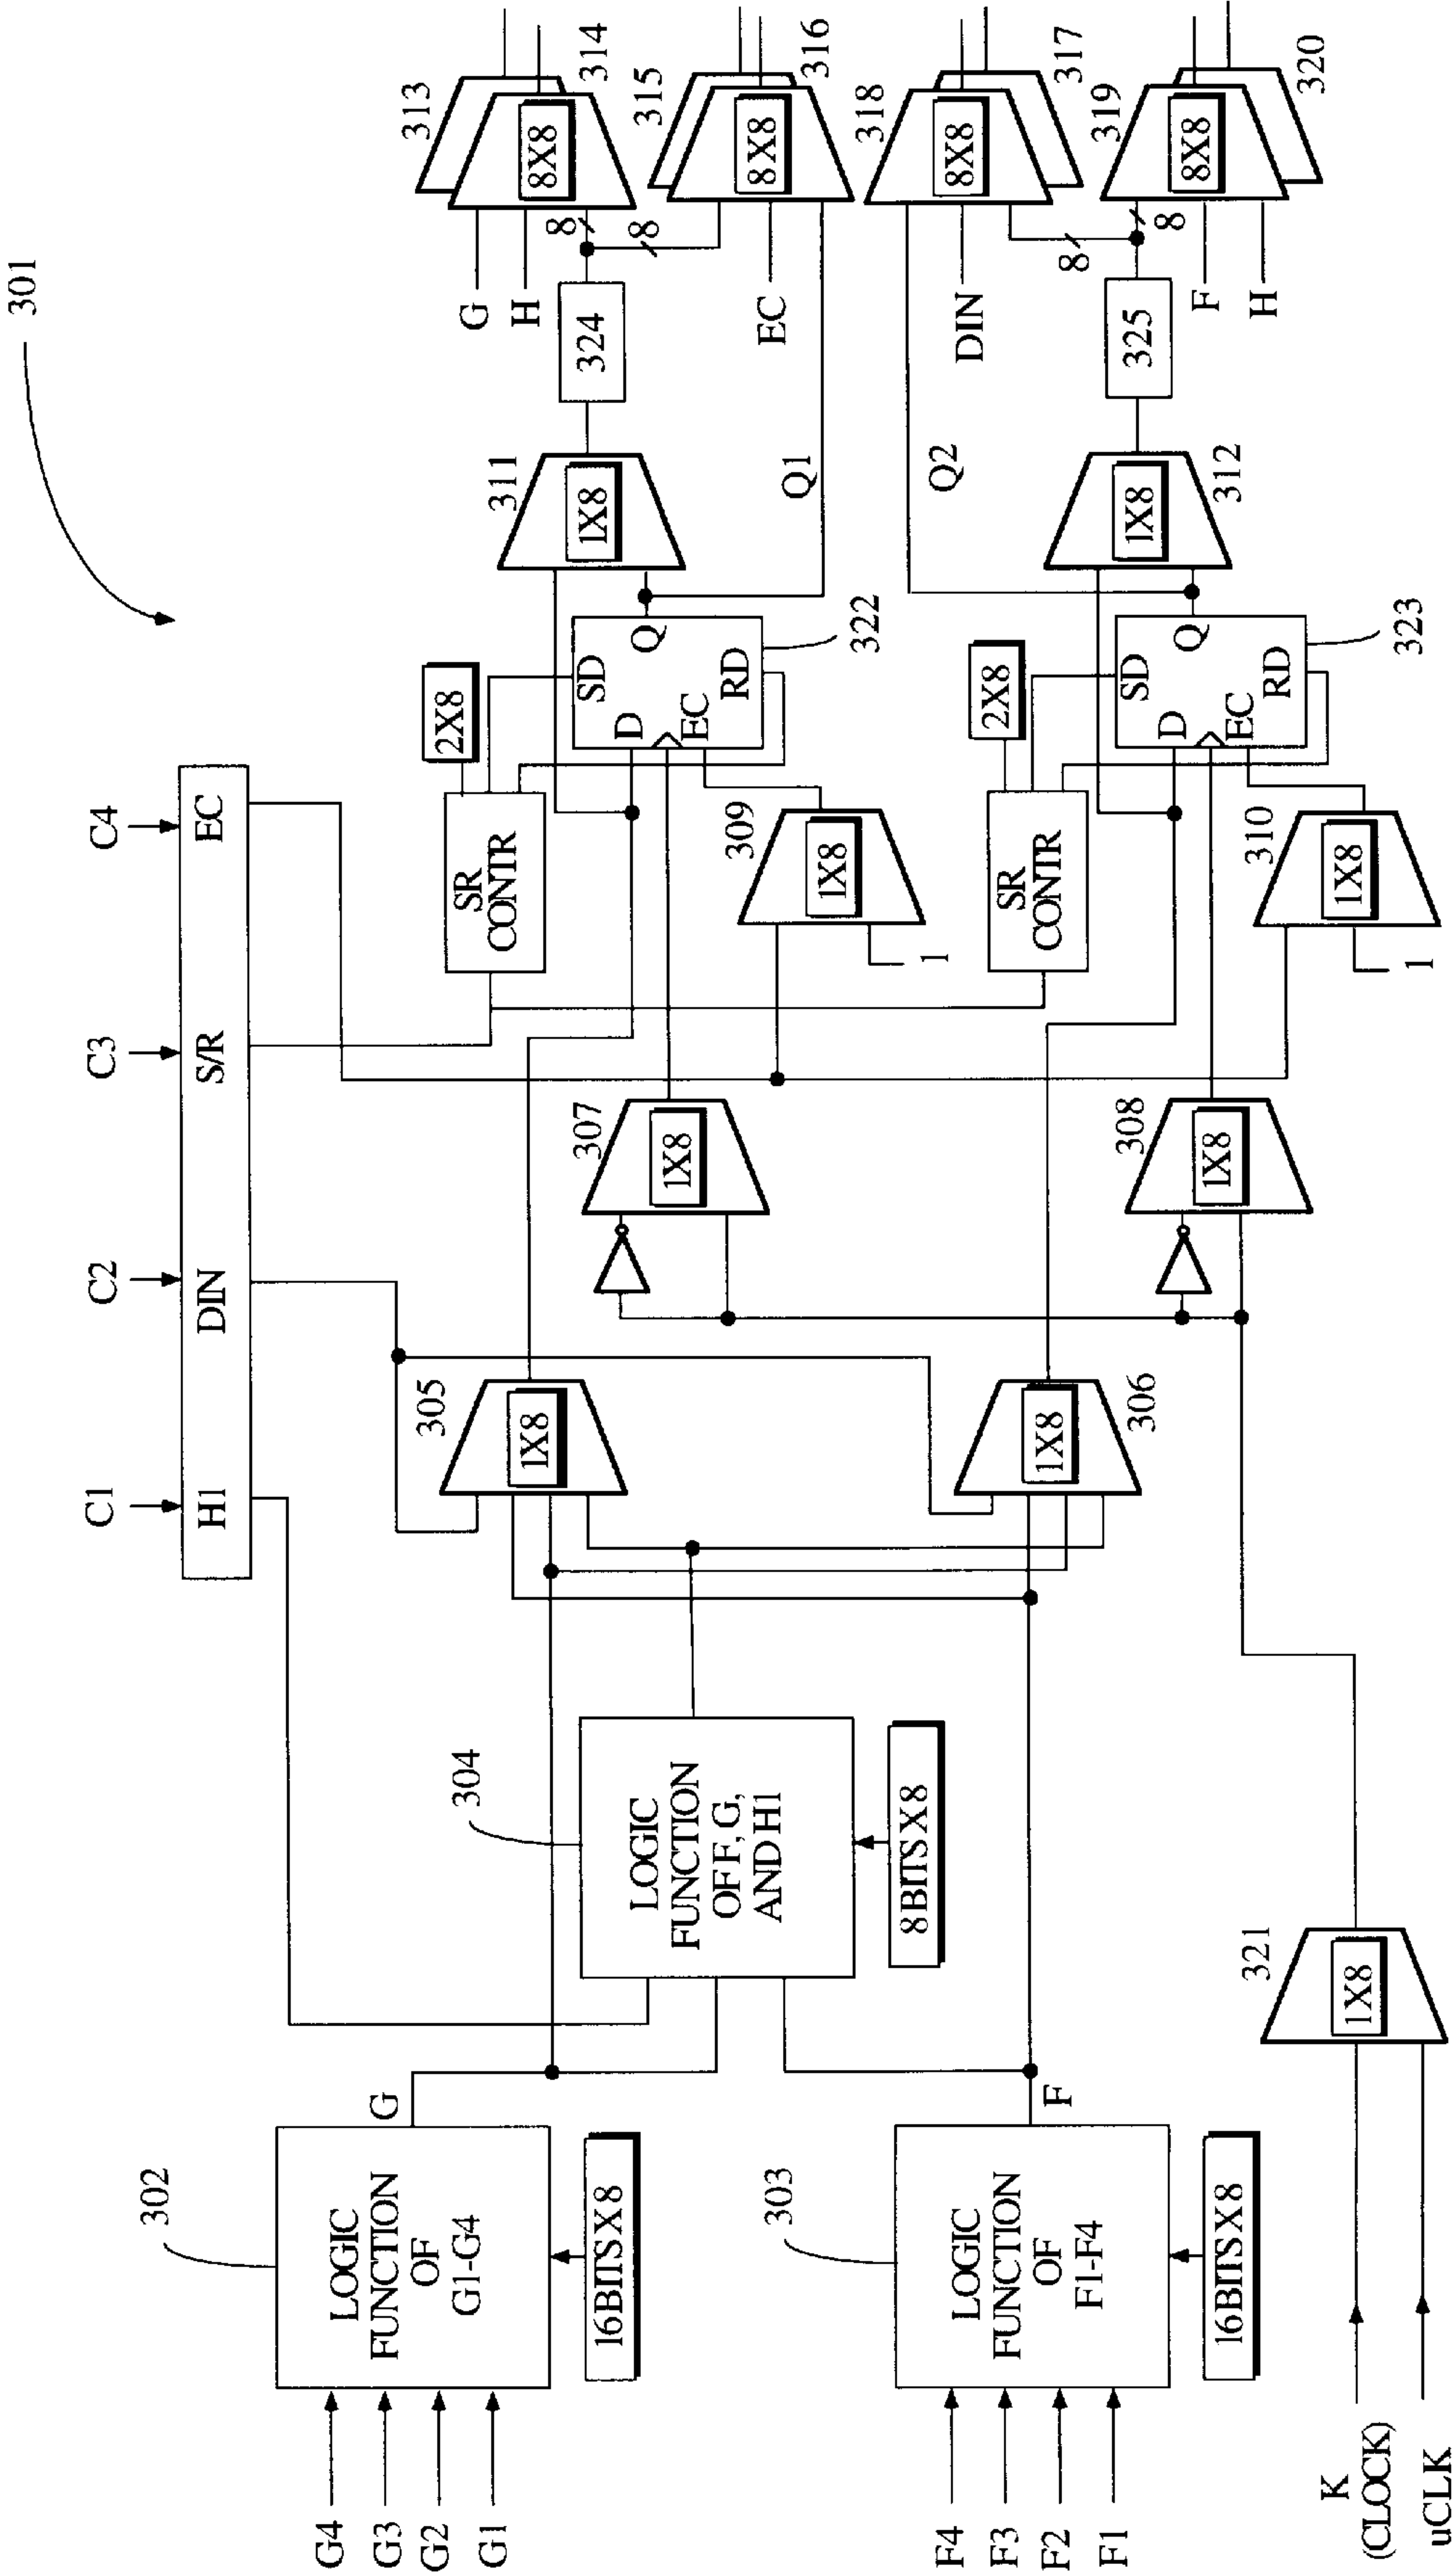 301
C1
C2
C3
C4
H1
DIN
S/R
EC
G4
G3
G2
G1
302
LOGIC
FUNCTION
OF
G1-G4
16BITS X 8
G
F4
F3
F2
F1
303
LOGIC
FUNCTION
OF
F1-F4
16BITS X 8
F
K
(CLOCK)
uCLK
321
1X8
304
LOGIC
FUNCTION
OF F, G,
AND H1
8BITS X 8
305
1X8
306
1X8
307
1X8
308
1X8
SR
CONTR
2X8
309
1X8
1
SD
D
Q
EC
RD
322
SR
CONTR
2X8
310
1X8
1
SD
D
Q
EC
RD
323
311
1X8
Q1
Q2
312
1X8
324
325
G
H
8
8
EC
DIN
8
8
F
H
313
8X8
314
315
8X8
316
318
8X8
317
319
8X8
320